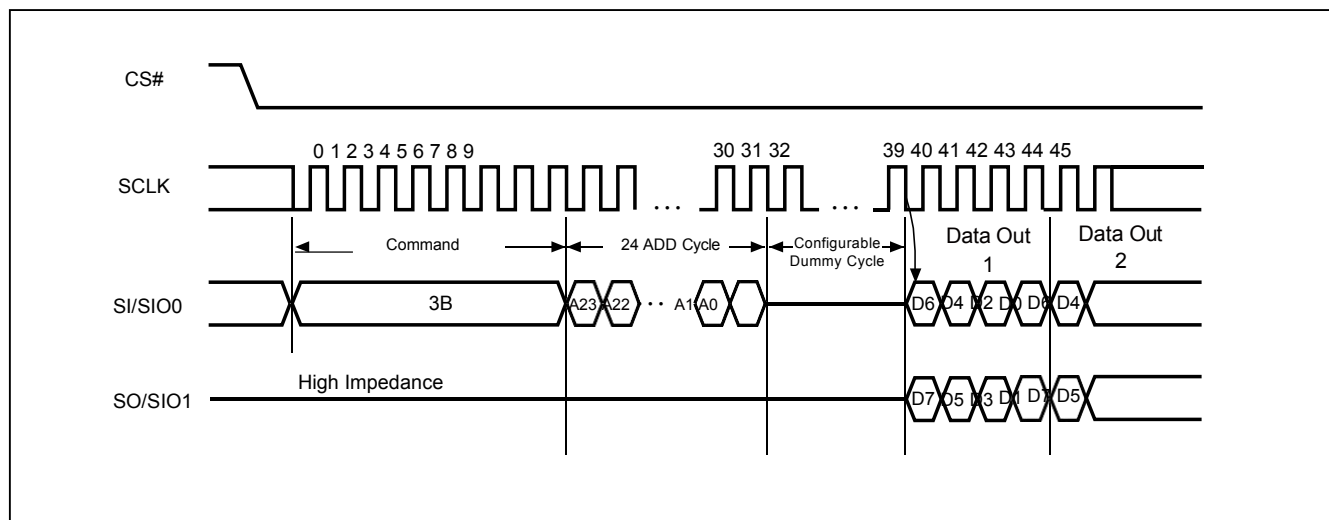 CS#
0 1 2 3 4 5 6 7 8 9 30 31 32 39 40 41 42 43 44 45
SCLK
... ...
Command 24 ADD Cycle Configurable Dummy Cycle Data Out 1 Data Out 2
SI/SIO0 3B A23 A22 ·· A1 A0 D6 D4 D2 D0 D6 D4
High Impedance
SO/SIO1 D7 D5 D3 D1 D7 D5